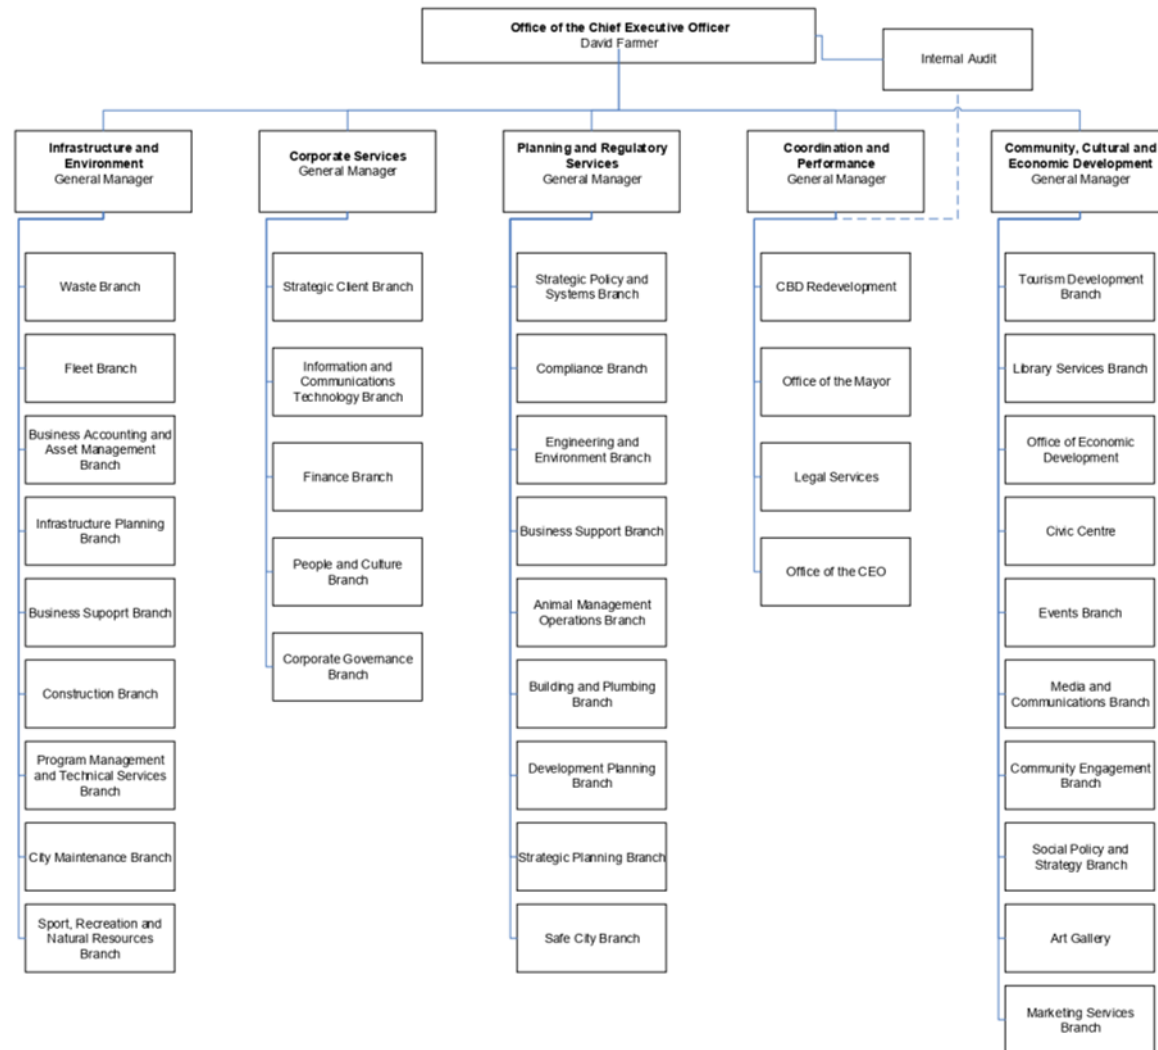 Office of the Chief Executive Officer
David Farmer
Internal Audit
Infrastructure and
Environment
General Manager
Corporate Services
General Manager
Planning and Regulatory
Services
General Manager
Coordination and
Performance
General Manager
Community, Cultural and
Economic Development
General Manager
Waste Branch
Fleet Branch
Business Accounting and
Asset Management
Branch
Infrastructure Planning
Branch
Business Supoprt Branch
Construction Branch
Program Management
and Technical Services
Branch
City Maintenance Branch
Sport, Recreation and
Natural Resources
Branch
Strategic Client Branch
Information and
Communications
Technology Branch
Finance Branch
People and Culture
Branch
Corporate Governance
Branch
Strategic Policy and
Systems Branch
Compliance Branch
Engineering and
Environment Branch
Business Support Branch
Animal Management
Operations Branch
Building and Plumbing
Branch
Development Planning
Branch
Strategic Planning Branch
Safe City Branch
CBD Redevelopment
Office of the Mayor
Legal Services
Office of the CEO
Tourism Development
Branch
Library Services Branch
Office of Economic
Development
Civic Centre
Events Branch
Media and
Communications Branch
Community Engagement
Branch
Social Policy and
Strategy Branch
Art Gallery
Marketing Services
Branch